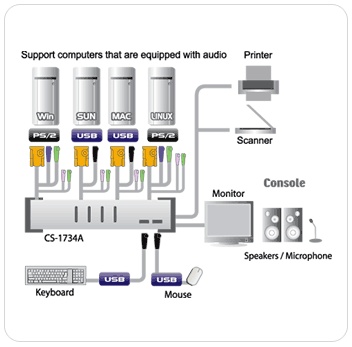 Support computers that are equipped with audio
Printer
Win
SUN
MAC
LINUX
PS/2
USB
USB
PS/2
Scanner
Console
Monitor
CS-1734A
Speakers / Microphone
USB
USB
Keyboard
Mouse